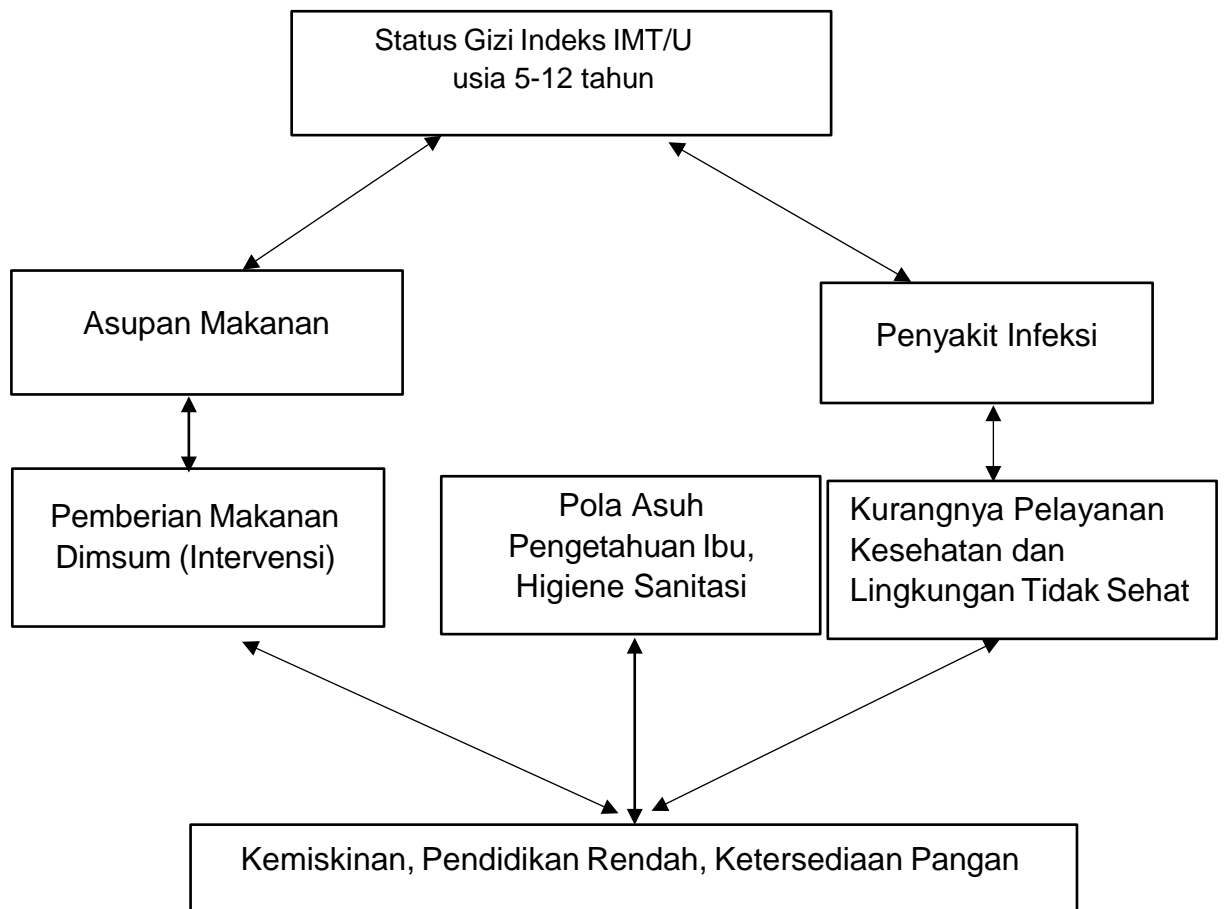 Status Gizi Indeks IMT/U
usia 5-12 tahun
Asupan Makanan
Penyakit Infeksi
Pemberian Makanan
Dimsum (Intervensi)
Pola Asuh
Pengetahuan Ibu,
Higiene Sanitasi
Kurangnya Pelayanan
Kesehatan dan
Lingkungan Tidak Sehat
Kemiskinan, Pendidikan Rendah, Ketersediaan Pangan